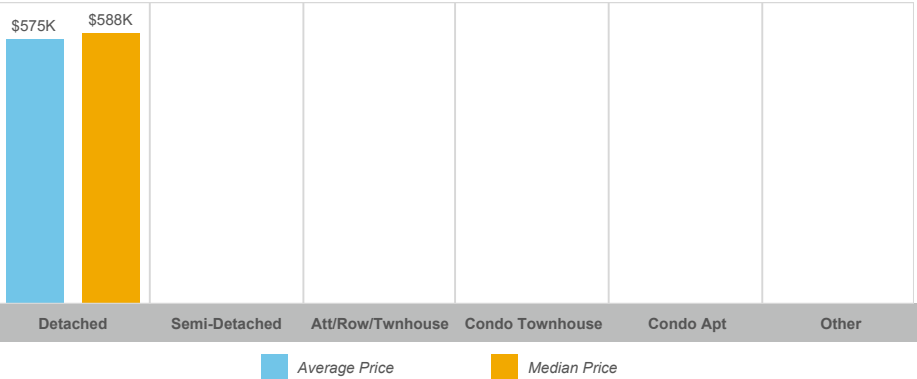 $575K
$588K
Detached
Semi-Detached
Att/Row/Twnhouse
Condo Townhouse
Condo Apt
Other
Average Price
Median Price